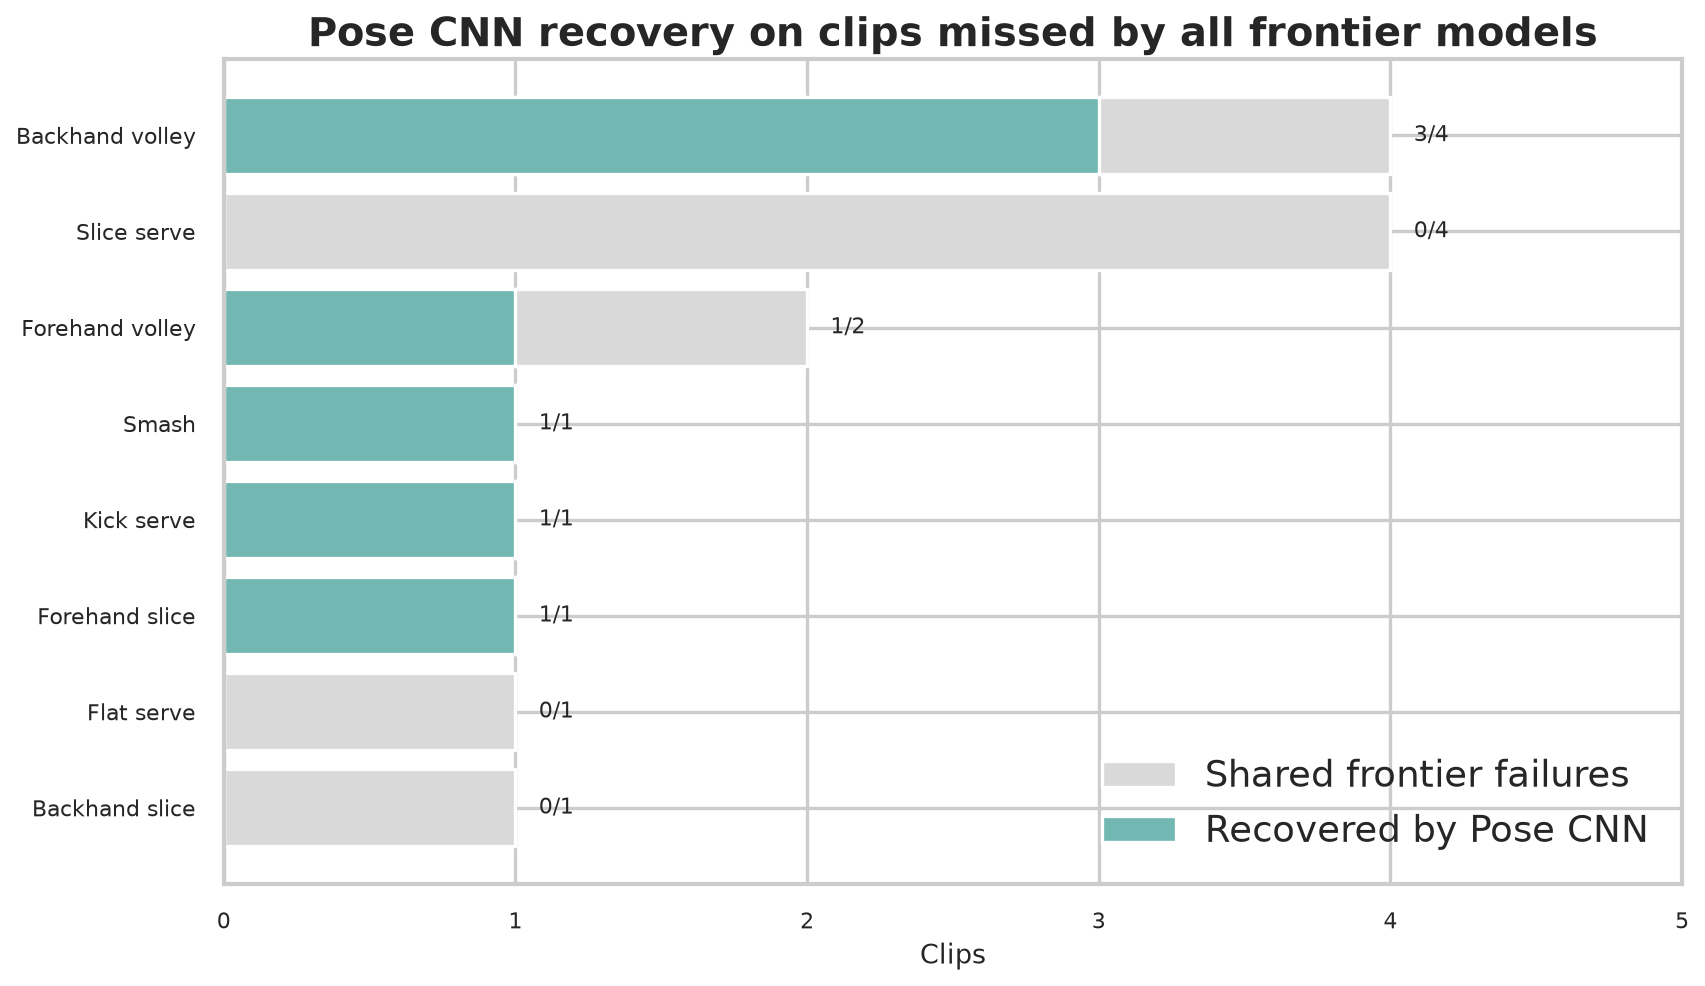 Pose CNN recovery on clips missed by all frontier models
Backhand volley 3/4
Slice serve 0/4
Forehand volley 1/2
Smash 1/1
Kick serve 1/1
Forehand slice 1/1
Flat serve 0/1
Backhand slice 0/1
Shared frontier failures
Recovered by Pose CNN
0 1 2 3 4 5
Clips